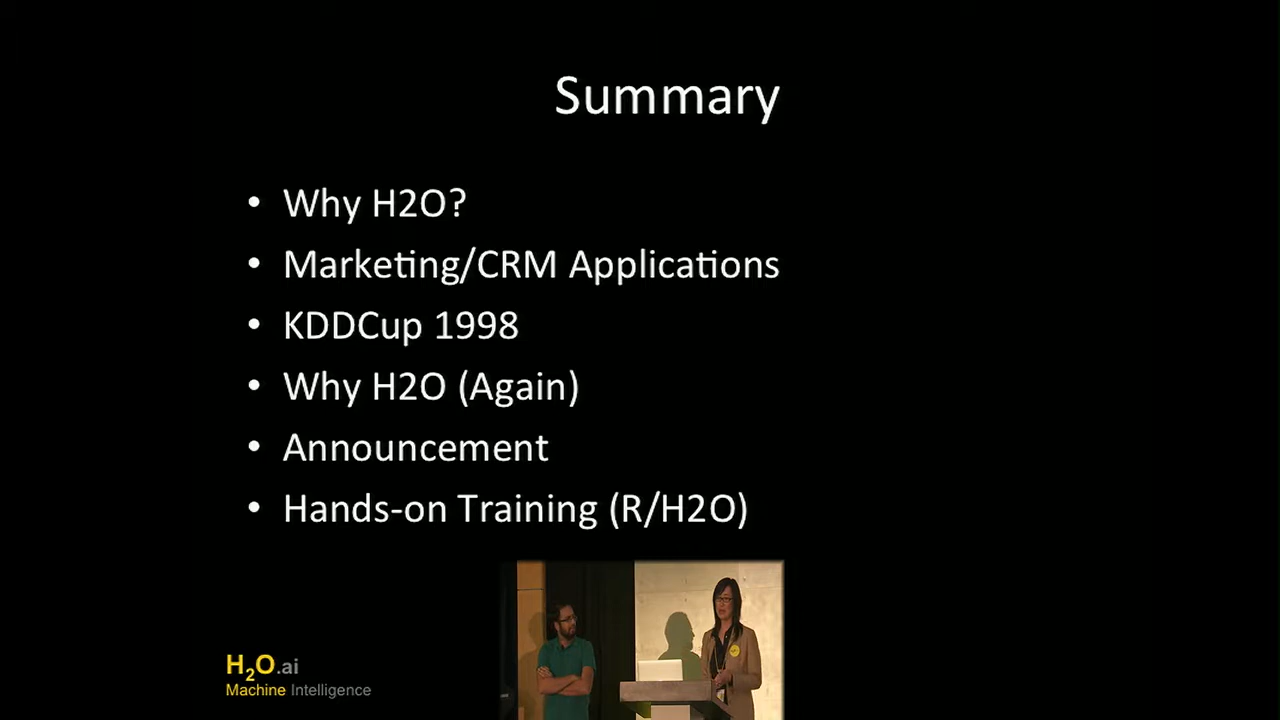 Summary
• Why H2O?
• Marketing/CRM Applications
• KDDCup 1998
• Why H2O (Again)
• Announcement
• Hands-on Training (R/H2O)
H2O.ai
Machine Intelligence